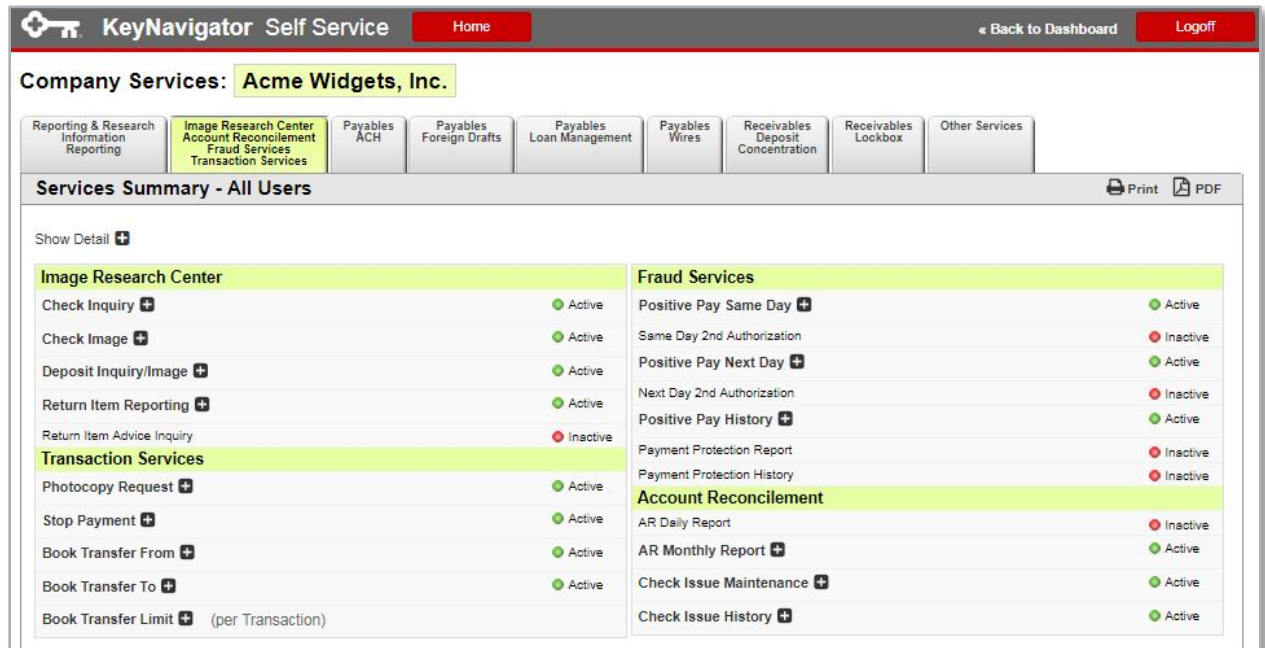 KeyNavigator Self Service
Home
« Back to Dashboard
Logoff
Company Services: Acme Widgets, Inc.
Reporting & Research
Information
Reporting
Image Research Center
Account Reconcilement
Fraud Services
Transaction Services
Payables
ACH
Payables
Foreign Drafts
Payables
Loan Management
Payables
Wires
Receivables
Deposit
Concentration
Receivables
Lockbox
Other Services
Services Summary - All Users
Print
PDF
Show Detail
Image Research Center
Check Inquiry Active
Check Image Active
Deposit Inquiry/Image Active
Return Item Reporting Active
Return Item Advice Inquiry Inactive
Transaction Services
Photocopy Request Active
Stop Payment Active
Book Transfer From Active
Book Transfer To Active
Book Transfer Limit (per Transaction)
Fraud Services
Positive Pay Same Day Active
Same Day 2nd Authorization Inactive
Positive Pay Next Day Active
Next Day 2nd Authorization Inactive
Positive Pay History Active
Payment Protection Report Inactive
Payment Protection History Inactive
Account Reconcilement
AR Daily Report Inactive
AR Monthly Report Active
Check Issue Maintenance Active
Check Issue History Active